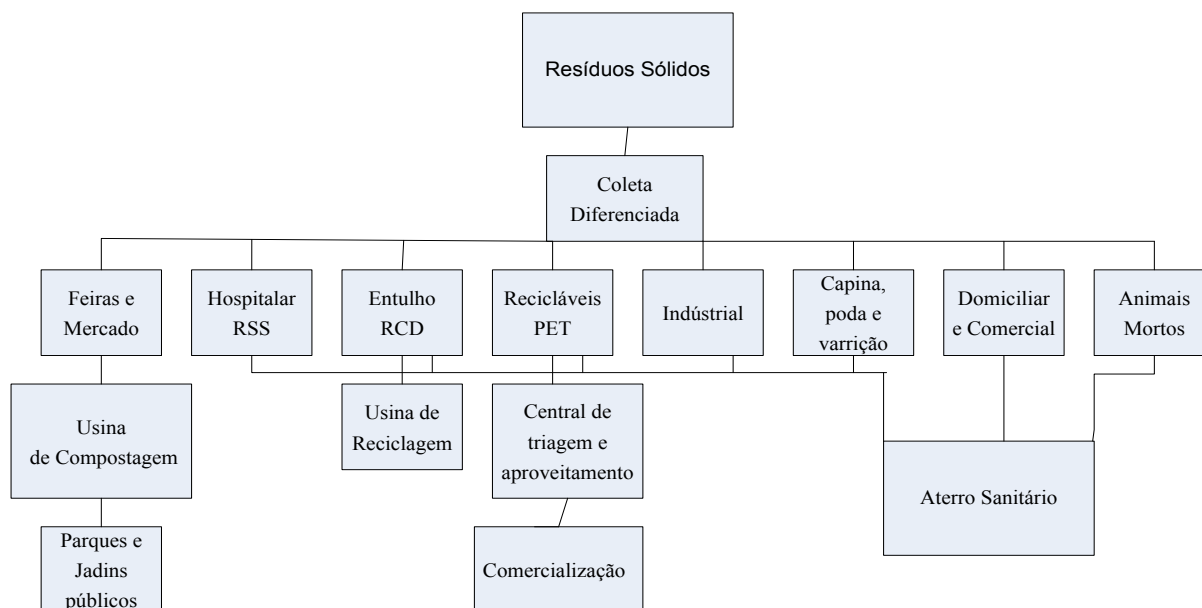 Resíduos Sólidos
Coleta
Diferenciada
Feiras e
Mercado
Hospitalar
RSS
Entulho
RCD
Recicláveis
PET
Indústrial
Capina,
poda e
varrição
Domiciliar
e Comercial
Animais
Mortos
Usina
de Compostagem
Usina de
Reciclagem
Central de
triagem e
aproveitamento
Aterro Sanitário
Parques e
Jadins
públicos
Comercialização